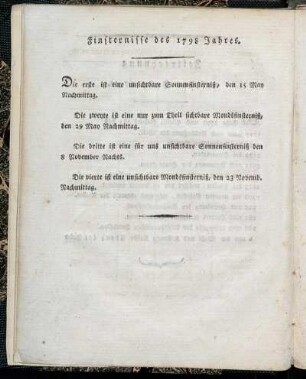 Finsternisse des 1798 Jahres.
Die erste ist eine unsichtbare Sonnenfinsterniß, den 15 May
Nachmittag.
Die zweyte ist eine nur zum Theil sichtbare Mondsfinsterniß,
den 29 May Nachmittag.
Die dritte ist eine für uns unsichtbare Sonnenfinsterniß den
8 November Nachts.
Die vierte ist eine unsichtbare Mondsfinsterniß, den 23 Novemb.
Nachmittag.